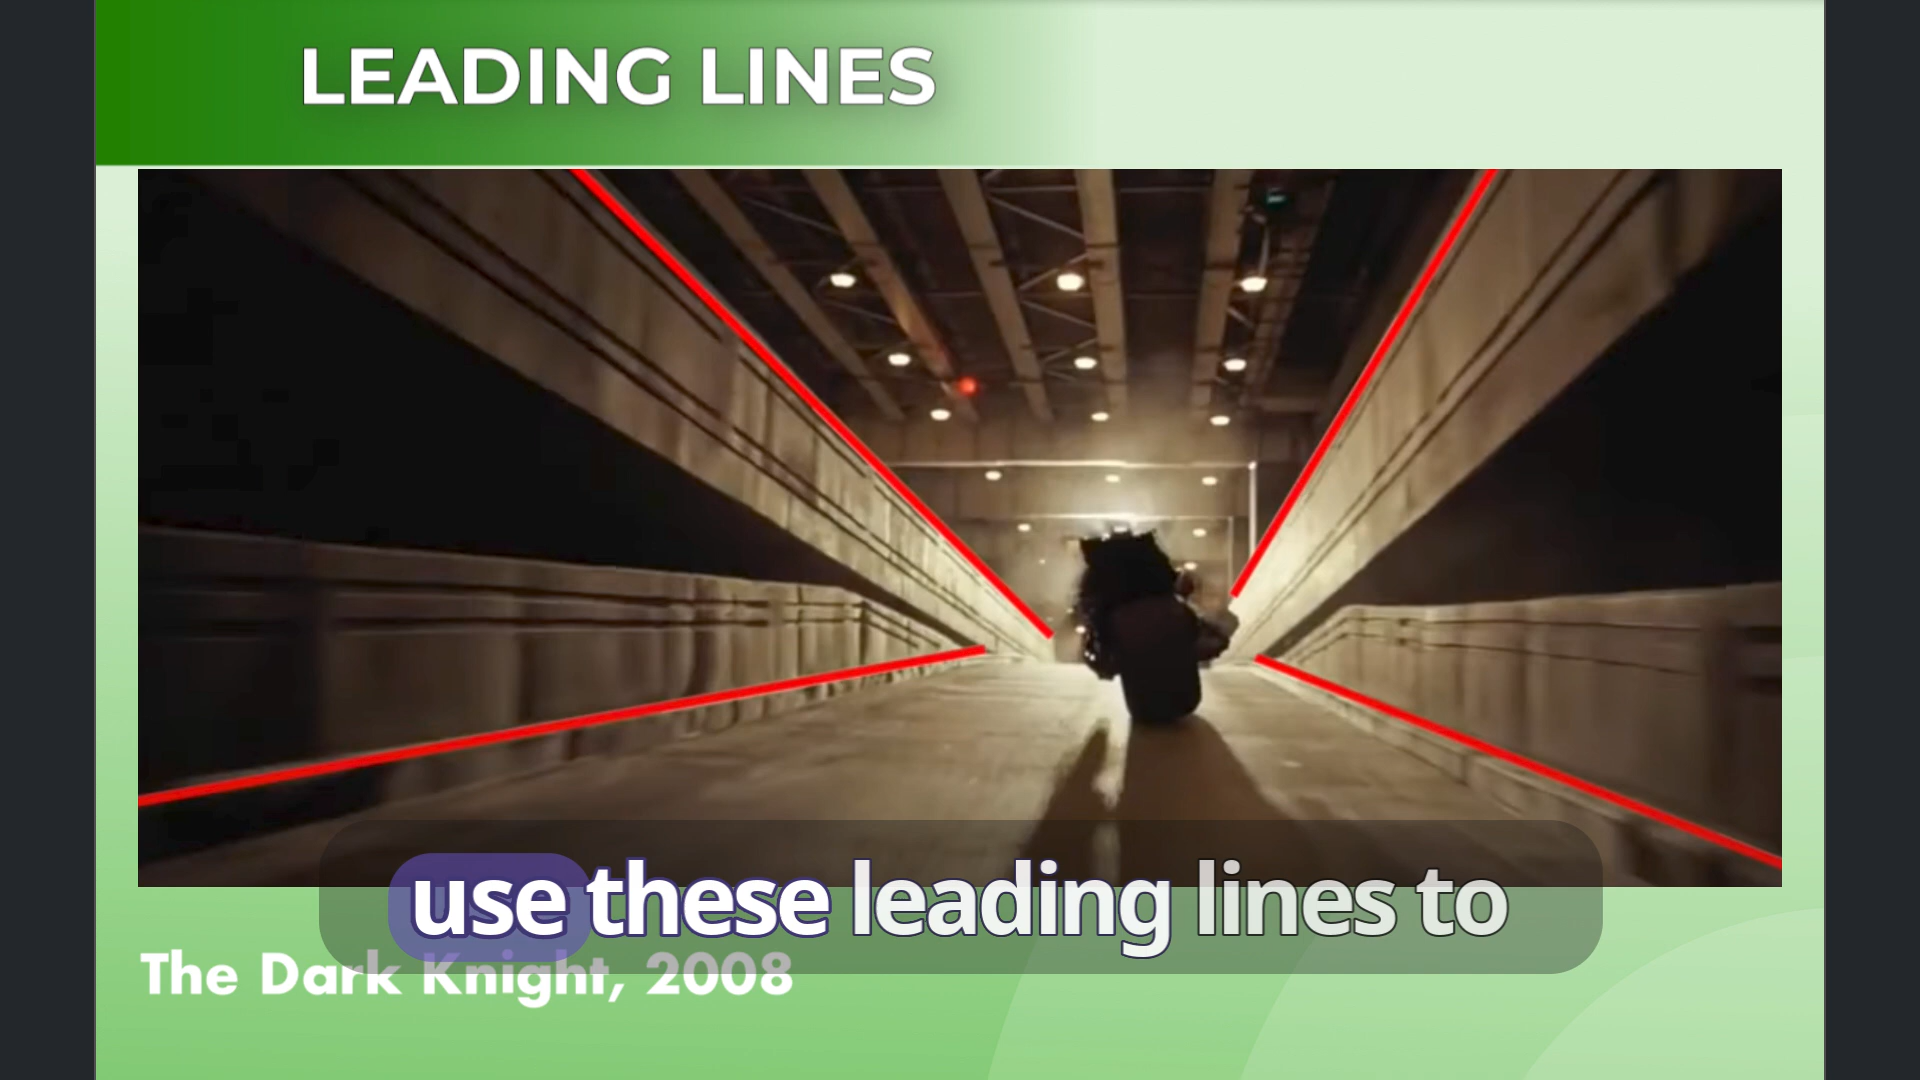 LEADING LINES
use these leading lines to
The Dark Knight, 2008